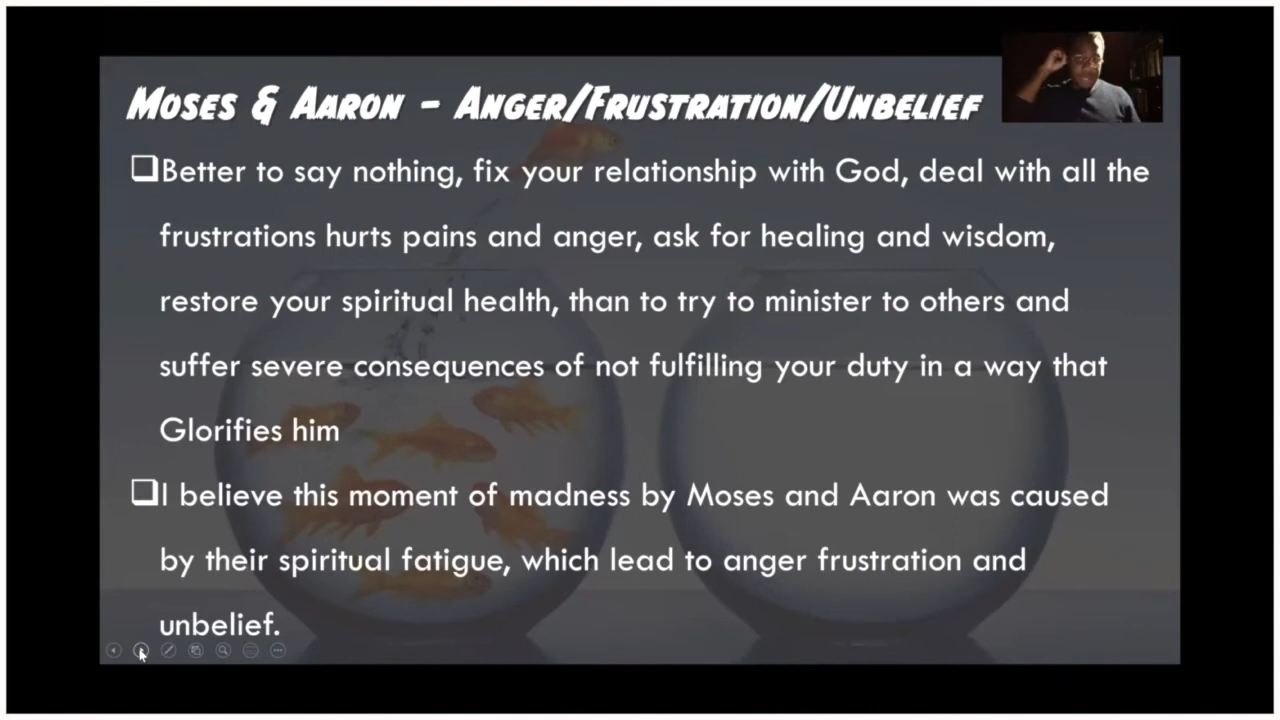 Moses & Aaron - Anger/Frustration/Unbelief
❑Better to say nothing, fix your relationship with God, deal with all the
frustrations hurts pains and anger, ask for healing and wisdom,
restore your spiritual health, than to try to minister to others and
suffer severe consequences of not fulfilling your duty in a way that
Glorifies him
❑I believe this moment of madness by Moses and Aaron was caused
by their spiritual fatigue, which lead to anger frustration and
unbelief.